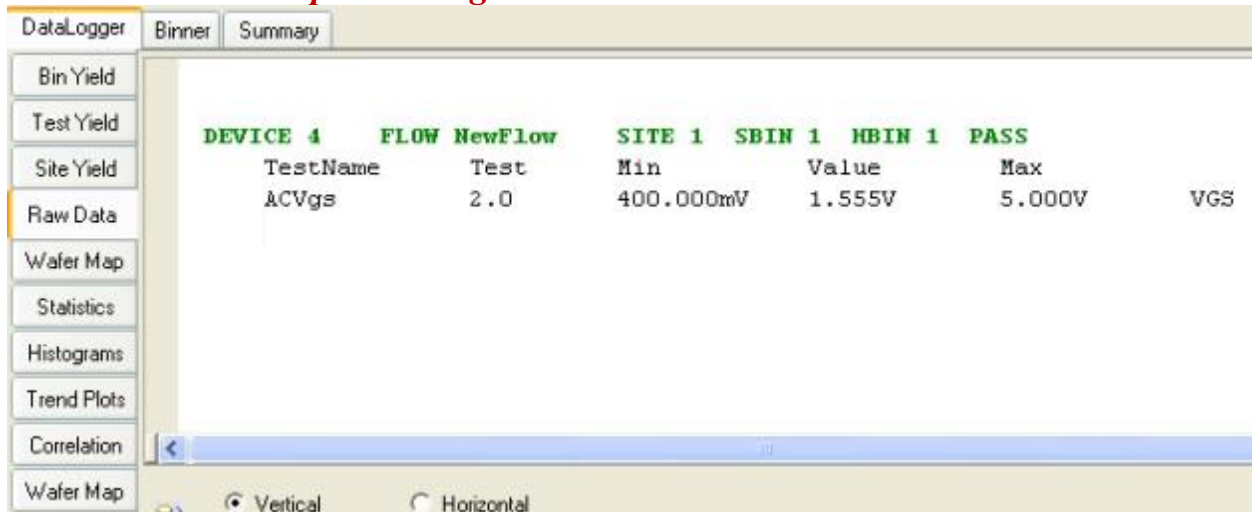 DataLogger Binner Summary
Bin Yield
Test Yield
Site Yield
Raw Data
Wafer Map
Statistics
Histograms
Trend Plots
Correlation
Wafer Map
DEVICE 4 FLOW NewFlow SITE 1 SBIN 1 HBIN 1 PASS
TestName Test Min Value Max
ACVgs 2.0 400.000mV 1.555V 5.000V VGS
Vertical Horizontal